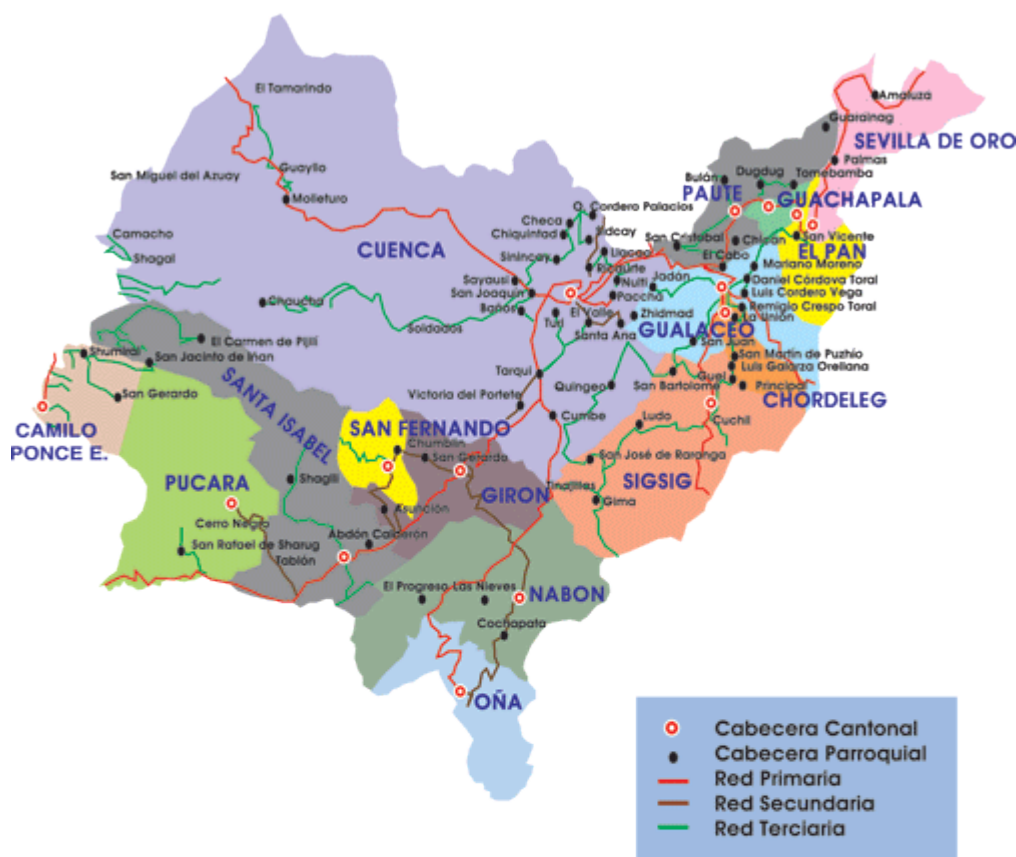 El Tamarindo
Amaluza
Guarainag
SEVILLA DE ORO
Palmas
Guayllo
San Miguel del Azuay
Molleturo
Bulán
Dugdug
Tomebamba
PAUTE
GUACHAPALA
O. Cordero Palacios
Checa
Chiquintad
Sidcay
Camacho
Shagal
CUENCA
Sinincay
Llacao
San Cristobal
Chican
San Vicente
EL PAN
El Cabo
Ricaurte
Mariano Moreno
Sayausi
Nulti
Jadán
Daniel Córdova Toral
San Joaquin
Paccha
Luis Cordero Vega
Chaucha
Baños
El Valle
Zhidmad
Remigio Crespo Toral
Soldados
Turi
Santa Ana
GUALACEO
La Unión
El Carmen de Pijilí
San Juan
Shumiral
San Jacinto de Iñan
San Martin de Puzhio
Tarqui
Guel
Luis Galarza Orellana
San Gerardo
SANTA ISABEL
Victoria del Portete
Quingeo
San Bartolome
Principal
CHORDELEG
CAMILO
PONCE E.
SAN FERNANDO
Cumbe
Ludo
Cuchil
Chumblin
San Gerardo
San José de Raranga
PUCARA
Shaglli
GIRON
Tinajillas
SIGSIG
Gima
Asunción
Cerro Negro
Abdón Calderón
San Rafael de Sharug
Tablón
El Progreso
Las Nieves
NABON
Cochapata
OÑA
Cabecera Cantonal
Cabecera Parroquial
Red Primaria
Red Secundaria
Red Terciaria